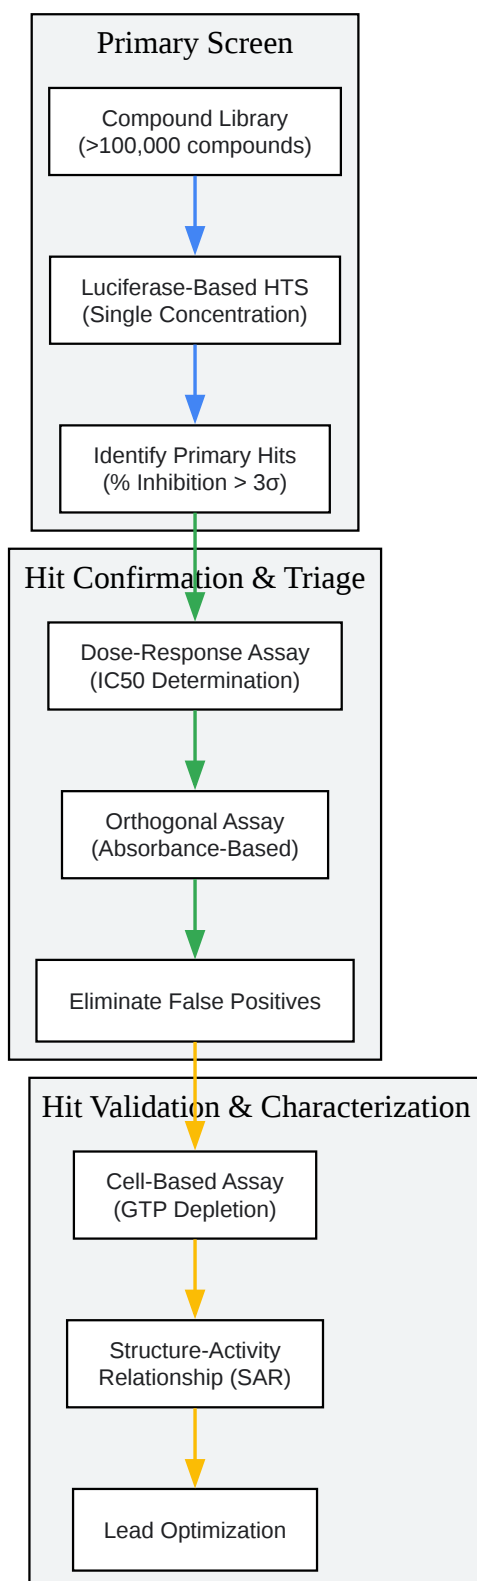 Primary Screen
Compound Library
(>100,000 compounds)
Luciferase-Based HTS
(Single Concentration)
Identify Primary Hits
(% Inhibition > 3σ)
Hit Confirmation & Triage
Dose-Response Assay
(IC50 Determination)
Orthogonal Assay
(Absorbance-Based)
Eliminate False Positives
Hit Validation & Characterization
Cell-Based Assay
(GTP Depletion)
Structure-Activity
Relationship (SAR)
Lead Optimization